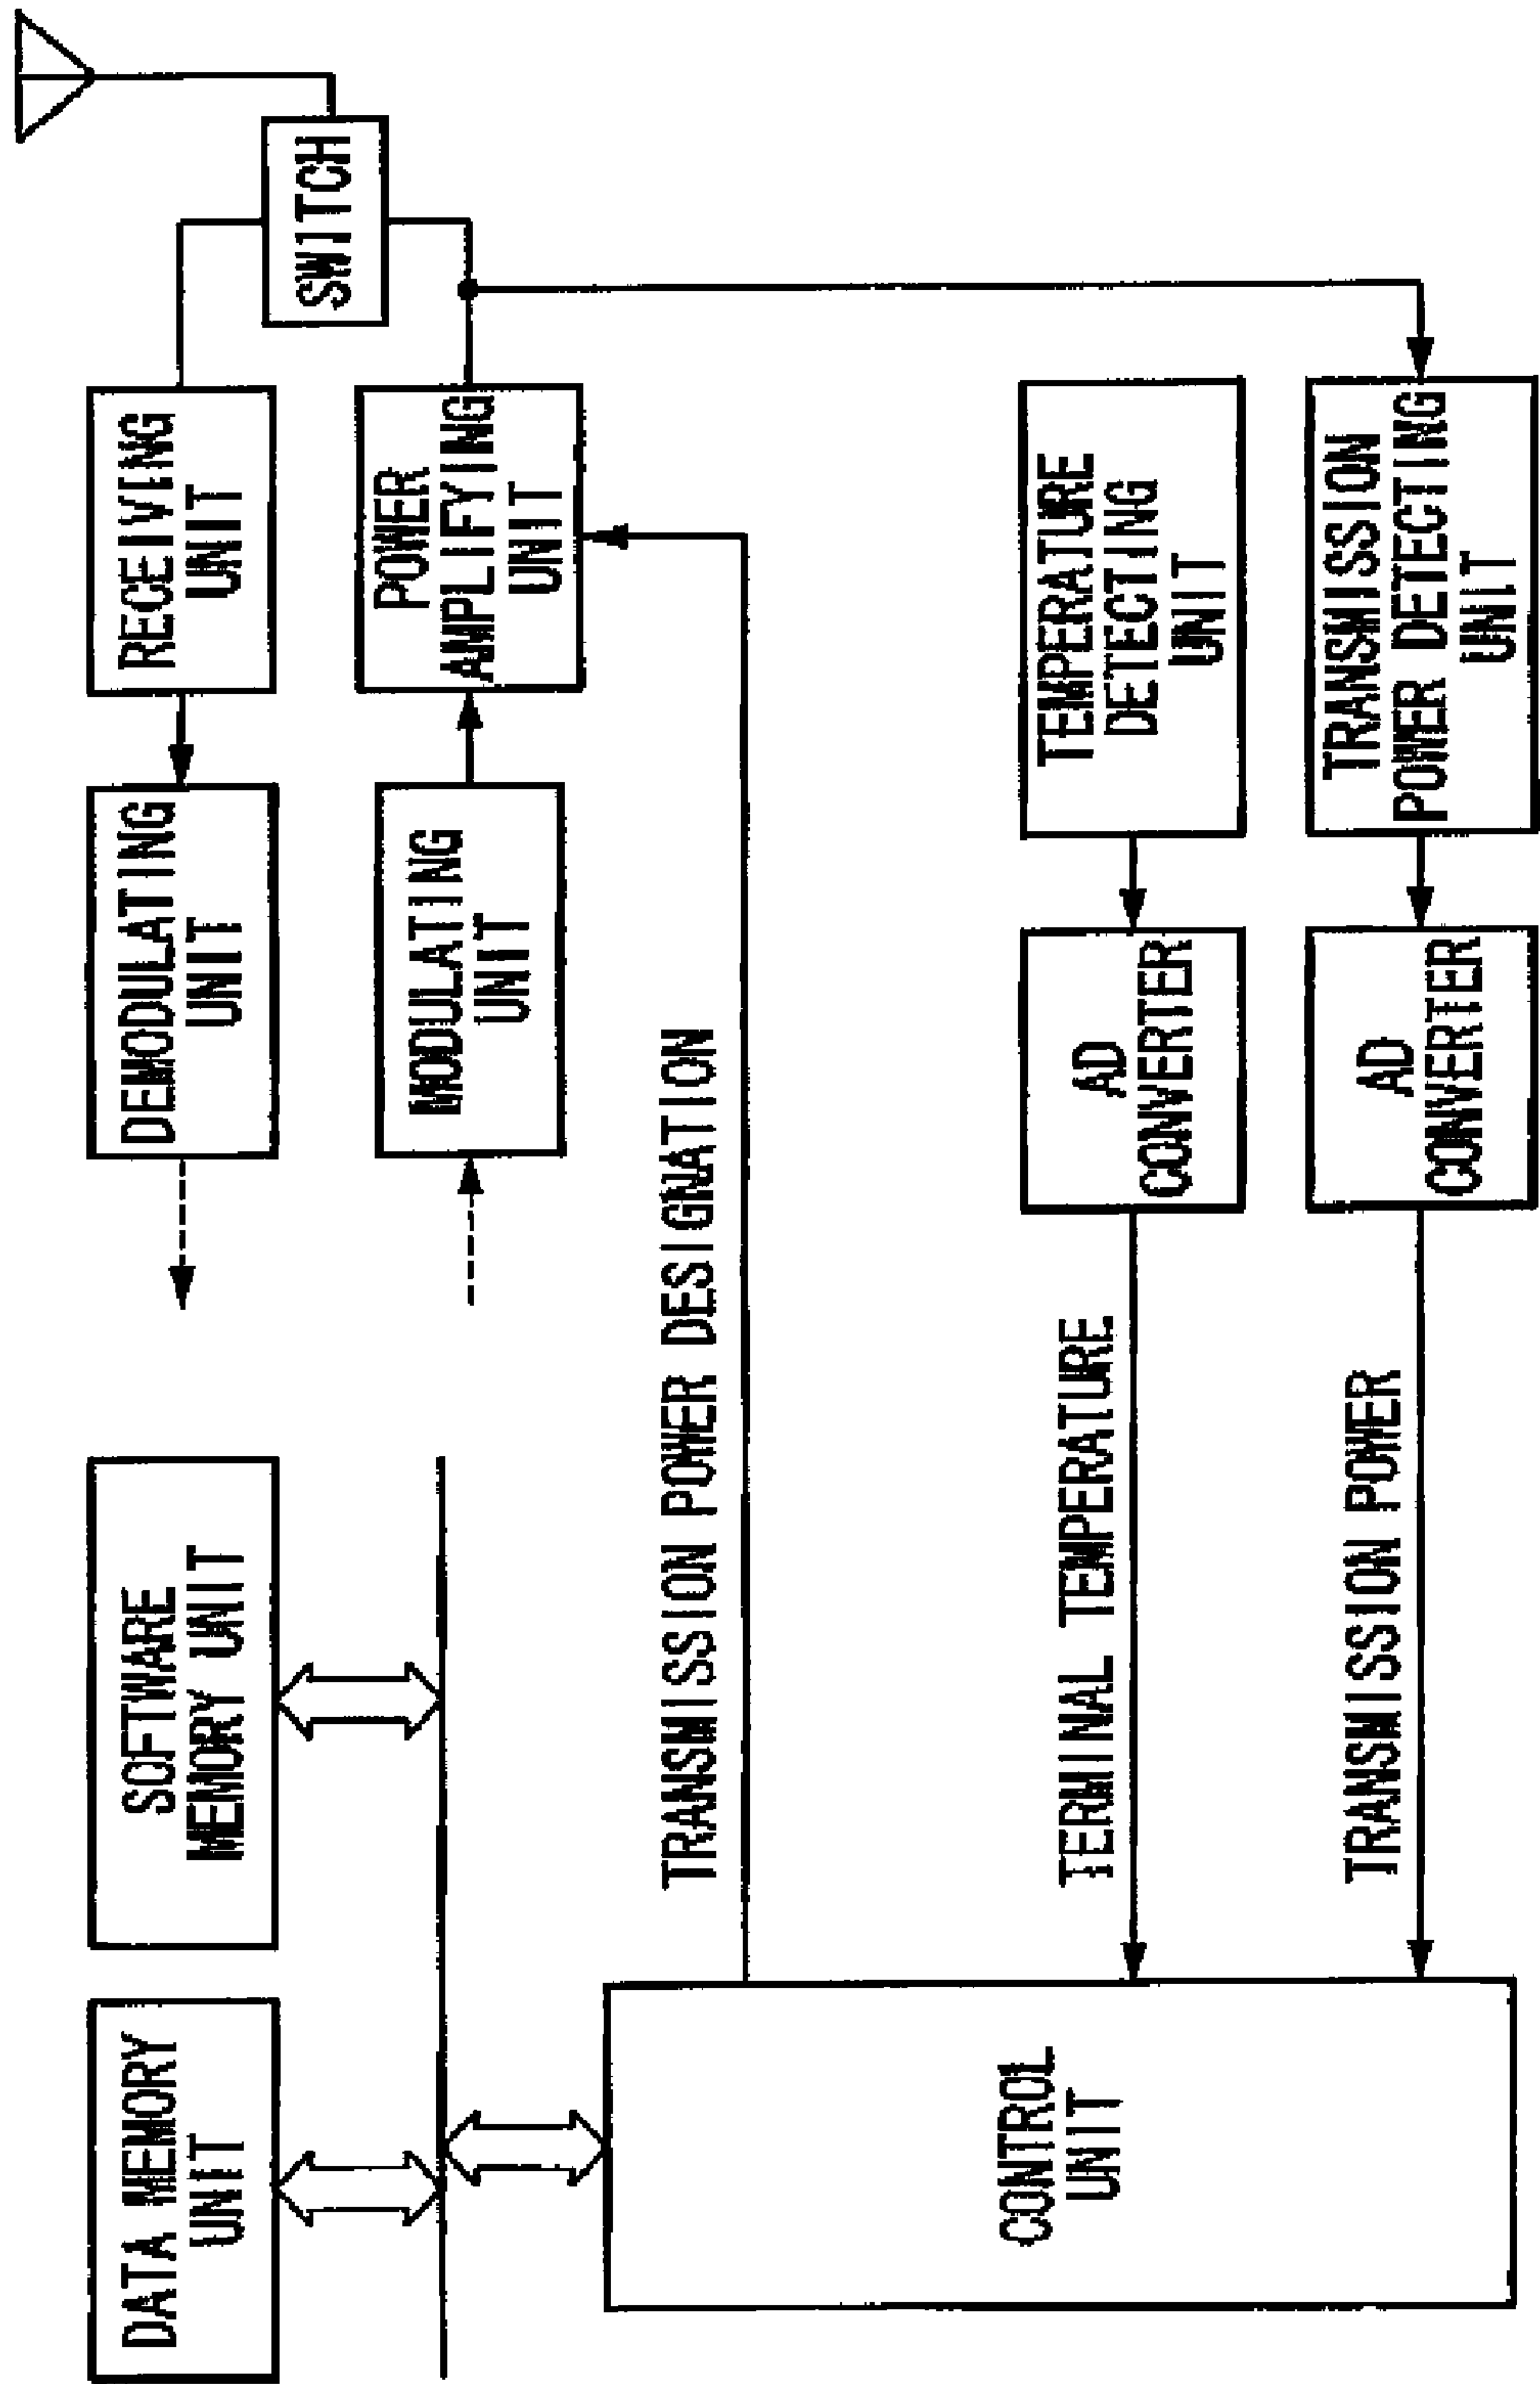 DATA MEMORY
UNIT
SOFTWARE
MEMORY UNIT
DEMODULATING
UNIT
RECEIVING
UNIT
SWITCH
MODULATING
UNIT
POWER
AMPLIFYING
UNIT
TRANSMISSION POWER DESIGNATION
CONTROL
UNIT
TERMINAL TEMPERATURE
AD
CONVERTER
TEMPERATURE
DETECTING
UNIT
TRANSMISSION POWER
AD
CONVERTER
TRANSMISSION
POWER DETECTING
UNIT